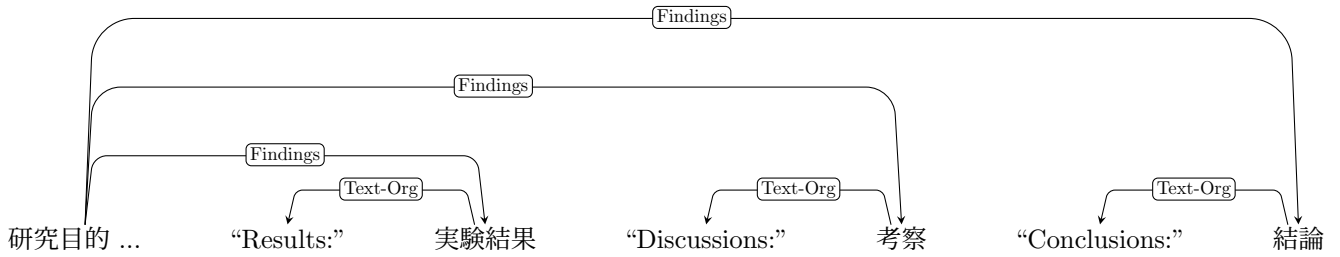 Findings
Findings
Findings
Text-Org Text-Org Text-Org
研究目的 ... “Results:” 実験結果 “Discussions:” 考察 “Conclusions:” 結論